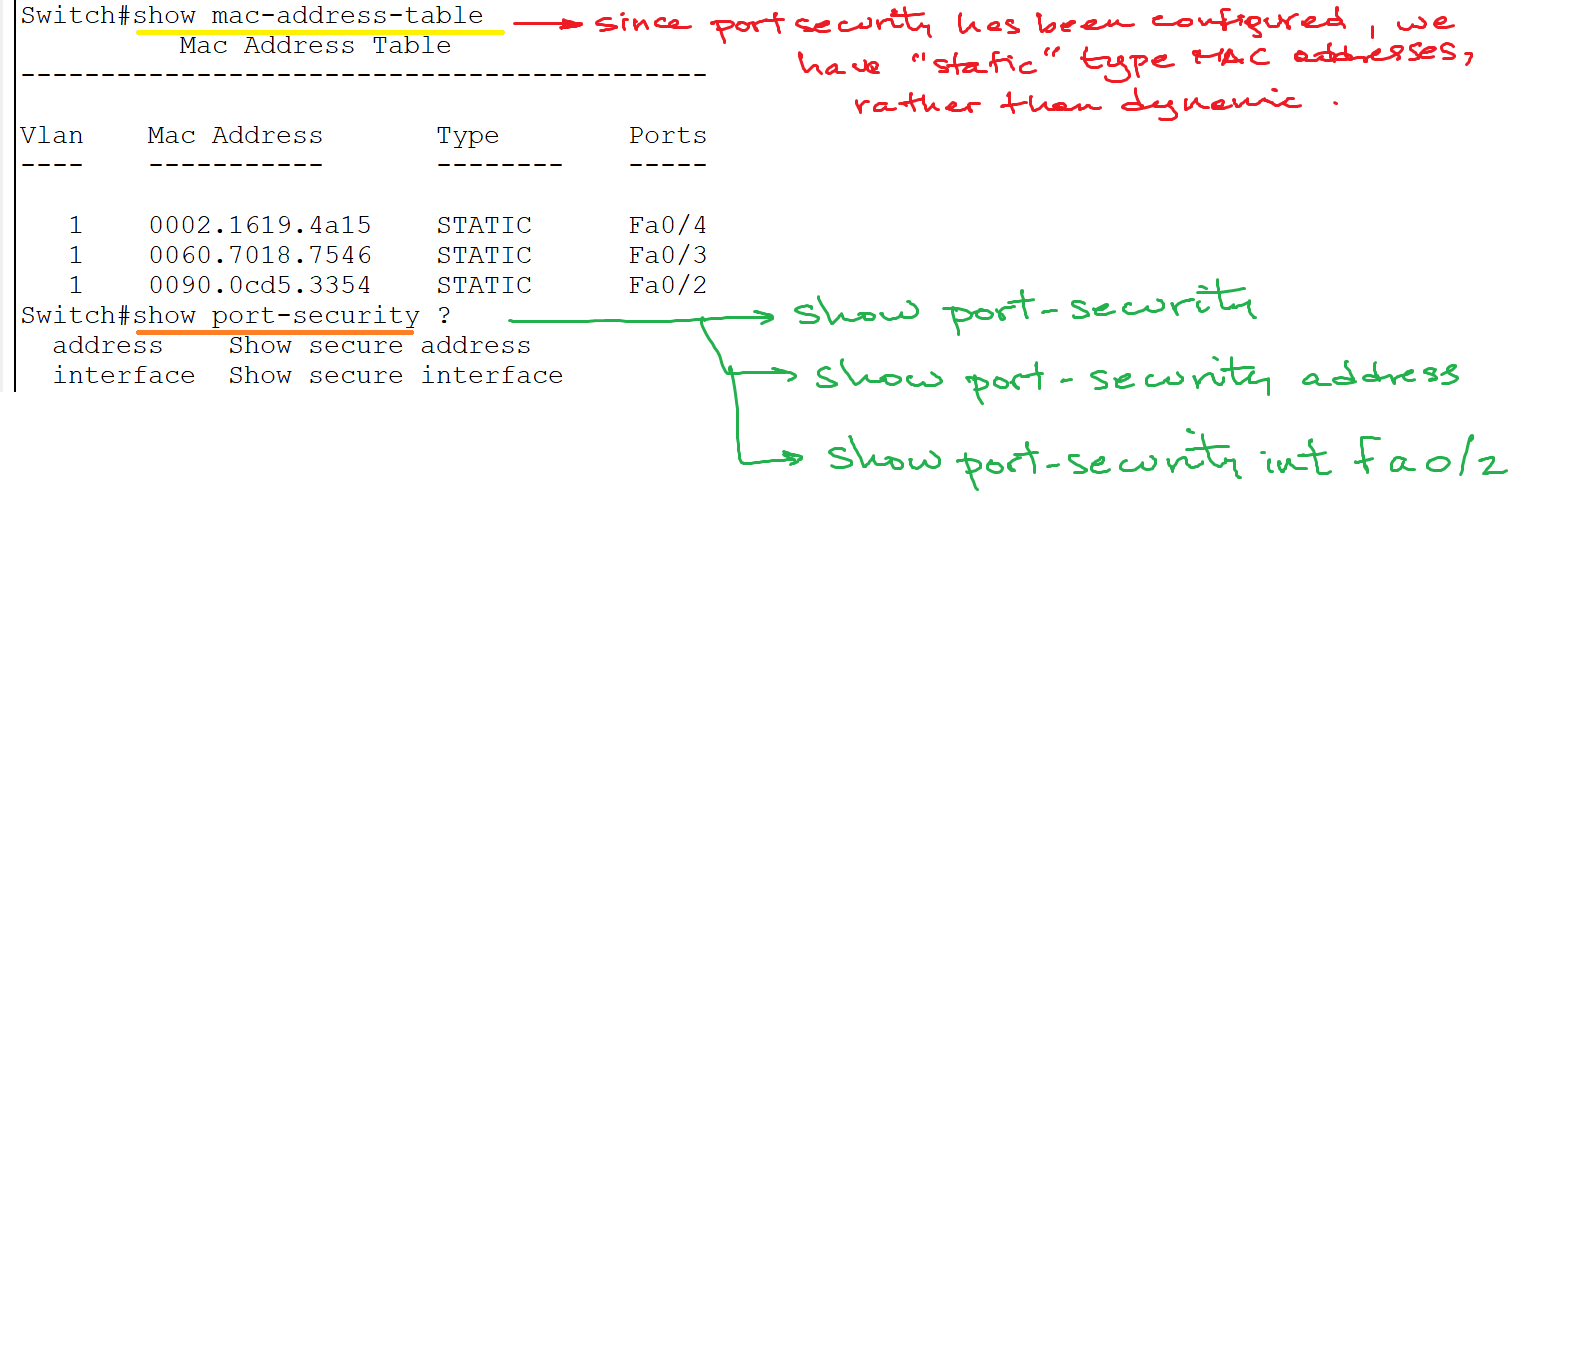 Switch#show mac-address-table → since port security has been configured, we
Mac Address Table have "static" type MAC addresses,
------------------------------------------- rather than dynamic.
Vlan Mac Address Type Ports
---- ----------- -------- -----
1 0002.1619.4a15 STATIC Fa0/4
1 0060.7018.7546 STATIC Fa0/3
1 0090.0cd5.3354 STATIC Fa0/2
Switch#show port-security ? → show port-security
address Show secure address
interface Show secure interface → show port-security address
→ show port-security int fa0/2